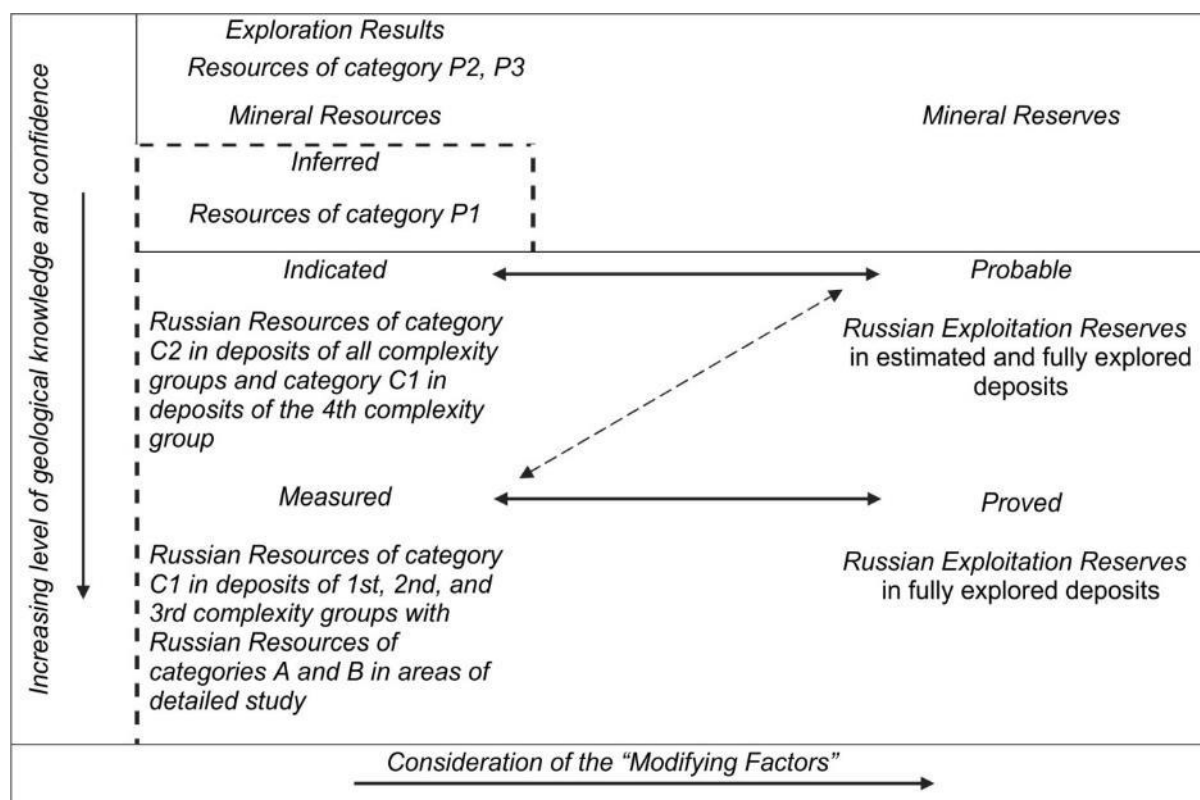 Increasing level of geological knowledge and confidence
Exploration Results
Resources of category P2, P3
Mineral Resources
Mineral Reserves
Inferred
Resources of category P1
Indicated
Probable
Russian Resources of category
C2 in deposits of all complexity
groups and category C1 in
deposits of the 4th complexity
group
Russian Exploitation Reserves
in estimated and fully explored
deposits
Measured
Proved
Russian Resources of category
C1 in deposits of 1st, 2nd, and
3rd complexity groups with
Russian Resources of
categories A and B in areas of
detailed study
Russian Exploitation Reserves
in fully explored deposits
Consideration of the “Modifying Factors”